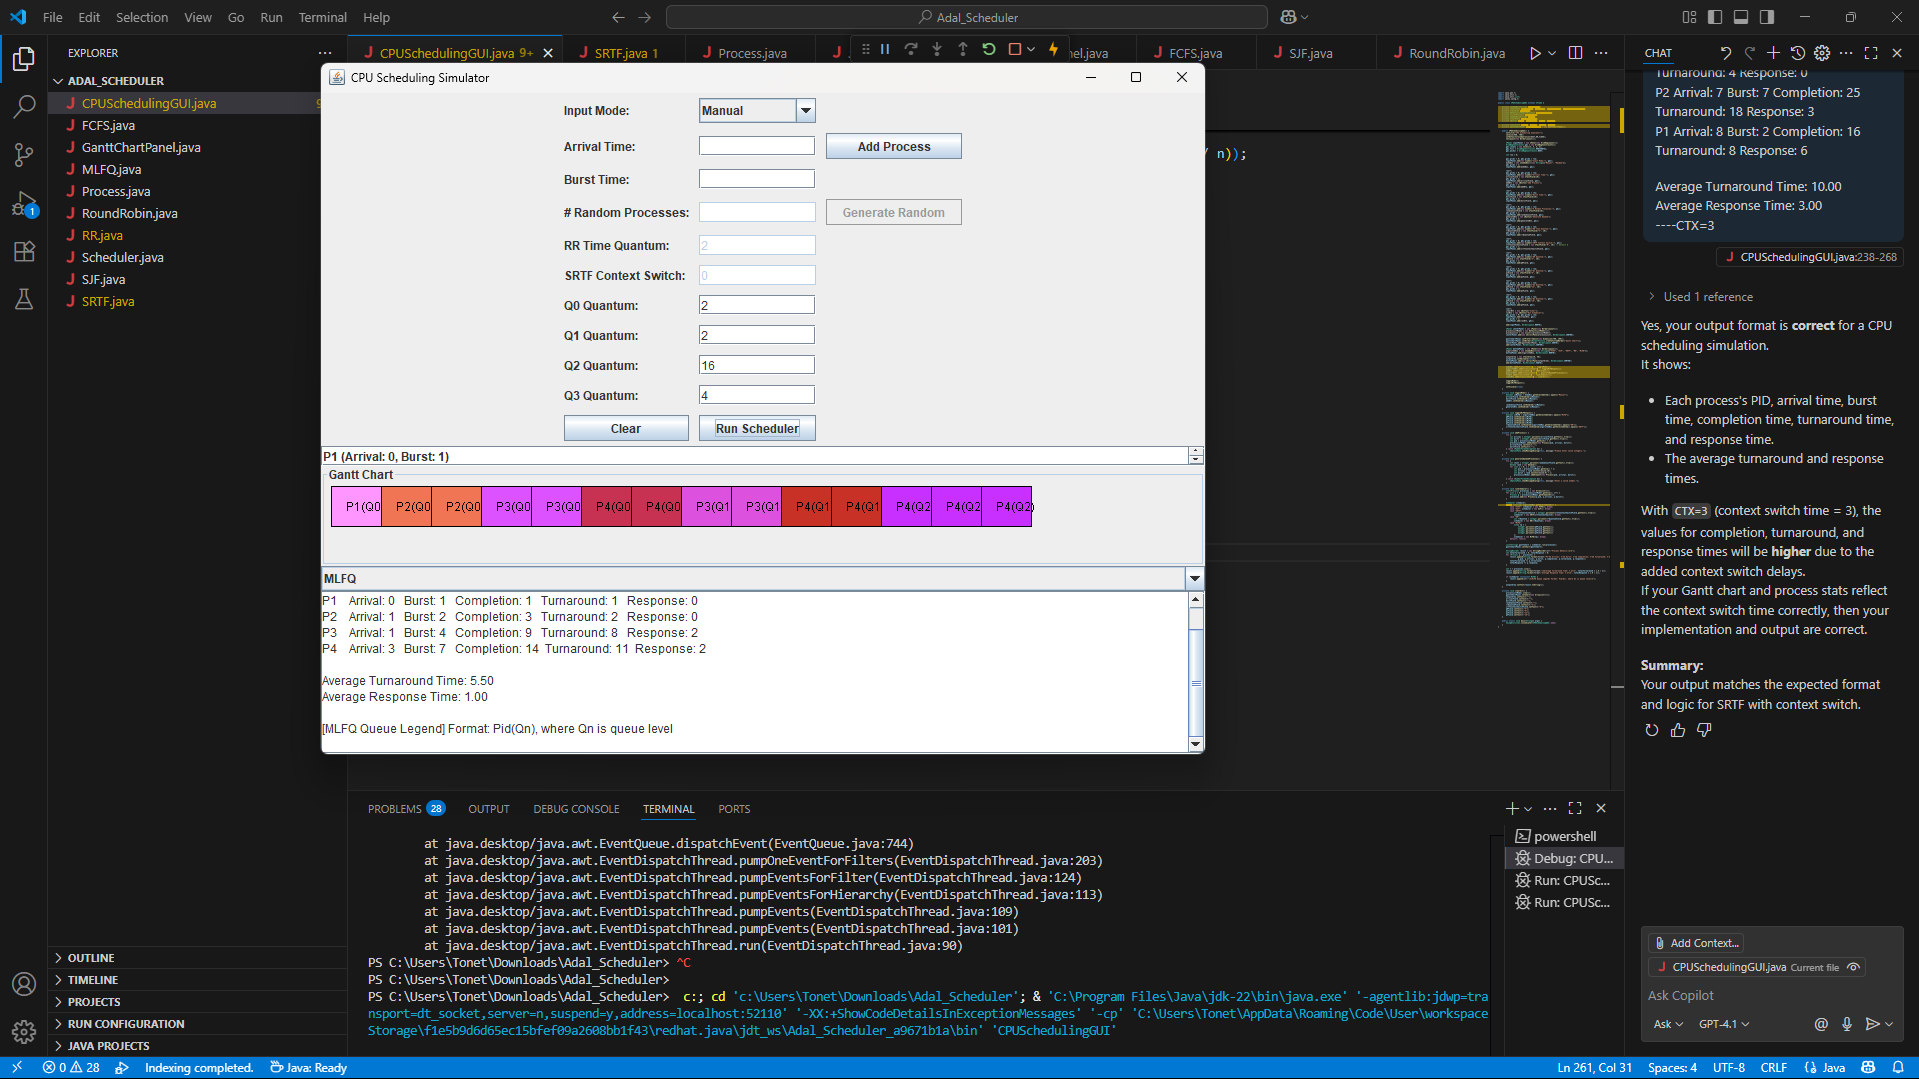 File Edit Selection View Go Run Terminal Help
Adal_Scheduler
EXPLORER
ADAL_SCHEDULER
CPUSchedulingGUI.java
FCFS.java
GanttChartPanel.java
MLFQ.java
Process.java
RoundRobin.java
RR.java
Scheduler.java
SJF.java
SRTF.java
OUTLINE
TIMELINE
PROJECTS
RUN CONFIGURATION
JAVA PROJECTS
CPUSchedulingGUI.java 9+
SRTF.java 1
Process.java
nel.java
FCFS.java
SJF.java
RoundRobin.java
n));
CPU Scheduling Simulator
Input Mode: Manual
Arrival Time: Add Process
Burst Time:
# Random Processes: Generate Random
RR Time Quantum: 2
SRTF Context Switch: 0
Q0 Quantum: 2
Q1 Quantum: 2
Q2 Quantum: 16
Q3 Quantum: 4
Clear Run Scheduler
P1 (Arrival: 0, Burst: 1)
Gantt Chart
P1(Q0 P2(Q0 P2(Q0 P3(Q0 P3(Q0 P4(Q0 P4(Q0 P3(Q1 P3(Q1 P4(Q1 P4(Q1 P4(Q2 P4(Q2 P4(Q2)
MLFQ
P1 Arrival: 0 Burst: 1 Completion: 1 Turnaround: 1 Response: 0
P2 Arrival: 1 Burst: 2 Completion: 3 Turnaround: 2 Response: 0
P3 Arrival: 1 Burst: 4 Completion: 9 Turnaround: 8 Response: 2
P4 Arrival: 3 Burst: 7 Completion: 14 Turnaround: 11 Response: 2
Average Turnaround Time: 5.50
Average Response Time: 1.00
[MLFQ Queue Legend] Format: Pid(Qn), where Qn is queue level
PROBLEMS 28 OUTPUT DEBUG CONSOLE TERMINAL PORTS
at java.desktop/java.awt.EventQueue.dispatchEvent(EventQueue.java:744)
at java.desktop/java.awt.EventDispatchThread.pumpOneEventForFilters(EventDispatchThread.java:203)
at java.desktop/java.awt.EventDispatchThread.pumpEventsForFilter(EventDispatchThread.java:124)
at java.desktop/java.awt.EventDispatchThread.pumpEventsForHierarchy(EventDispatchThread.java:113)
at java.desktop/java.awt.EventDispatchThread.pumpEvents(EventDispatchThread.java:109)
at java.desktop/java.awt.EventDispatchThread.pumpEvents(EventDispatchThread.java:101)
at java.desktop/java.awt.EventDispatchThread.run(EventDispatchThread.java:90)
PS C:\Users\Tonet\Downloads\Adal_Scheduler> ^C
PS C:\Users\Tonet\Downloads\Adal_Scheduler>
PS C:\Users\Tonet\Downloads\Adal_Scheduler> c:; cd 'c:\Users\Tonet\Downloads\Adal_Scheduler'; & 'C:\Program Files\Java\jdk-22\bin\java.exe' '-agentlib:jdwp=tra
nsport=dt_socket,server=n,suspend=y,address=localhost:52110' '-XX:+ShowCodeDetailsInExceptionMessages' '-cp' 'C:\Users\Tonet\AppData\Roaming\Code\User\workspace
Storage\f1e5b9d6d65ec15bfef09a2608bb1f43\redhat.java\jdt_ws\Adal_Scheduler_a9671b1a\bin' 'CPUSchedulingGUI'
powershell
Debug: CPU...
Run: CPUSc...
Run: CPUSc...
CHAT
Turnaround: 4 Response: 0
P2 Arrival: 7 Burst: 7 Completion: 25
Turnaround: 18 Response: 3
P1 Arrival: 8 Burst: 2 Completion: 16
Turnaround: 8 Response: 6
Average Turnaround Time: 10.00
Average Response Time: 3.00
----CTX=3
CPUSchedulingGUI.java:238-268
Used 1 reference
Yes, your output format is correct for a CPU
scheduling simulation.
It shows:
• Each process's PID, arrival time, burst
time, completion time, turnaround time,
and response time.
• The average turnaround and response
times.
With CTX=3 (context switch time = 3), the
values for completion, turnaround, and
response times will be higher due to the
added context switch delays.
If your Gantt chart and process stats reflect
the context switch time correctly, then your
implementation and output are correct.
Summary:
Your output matches the expected format
and logic for SRTF with context switch.
Add Context...
CPUSchedulingGUI.java Current file
Ask Copilot
Ask GPT-4.1
0 28 Indexing completed. Java: Ready
Ln 261, Col 31 Spaces: 4 UTF-8 CRLF Java